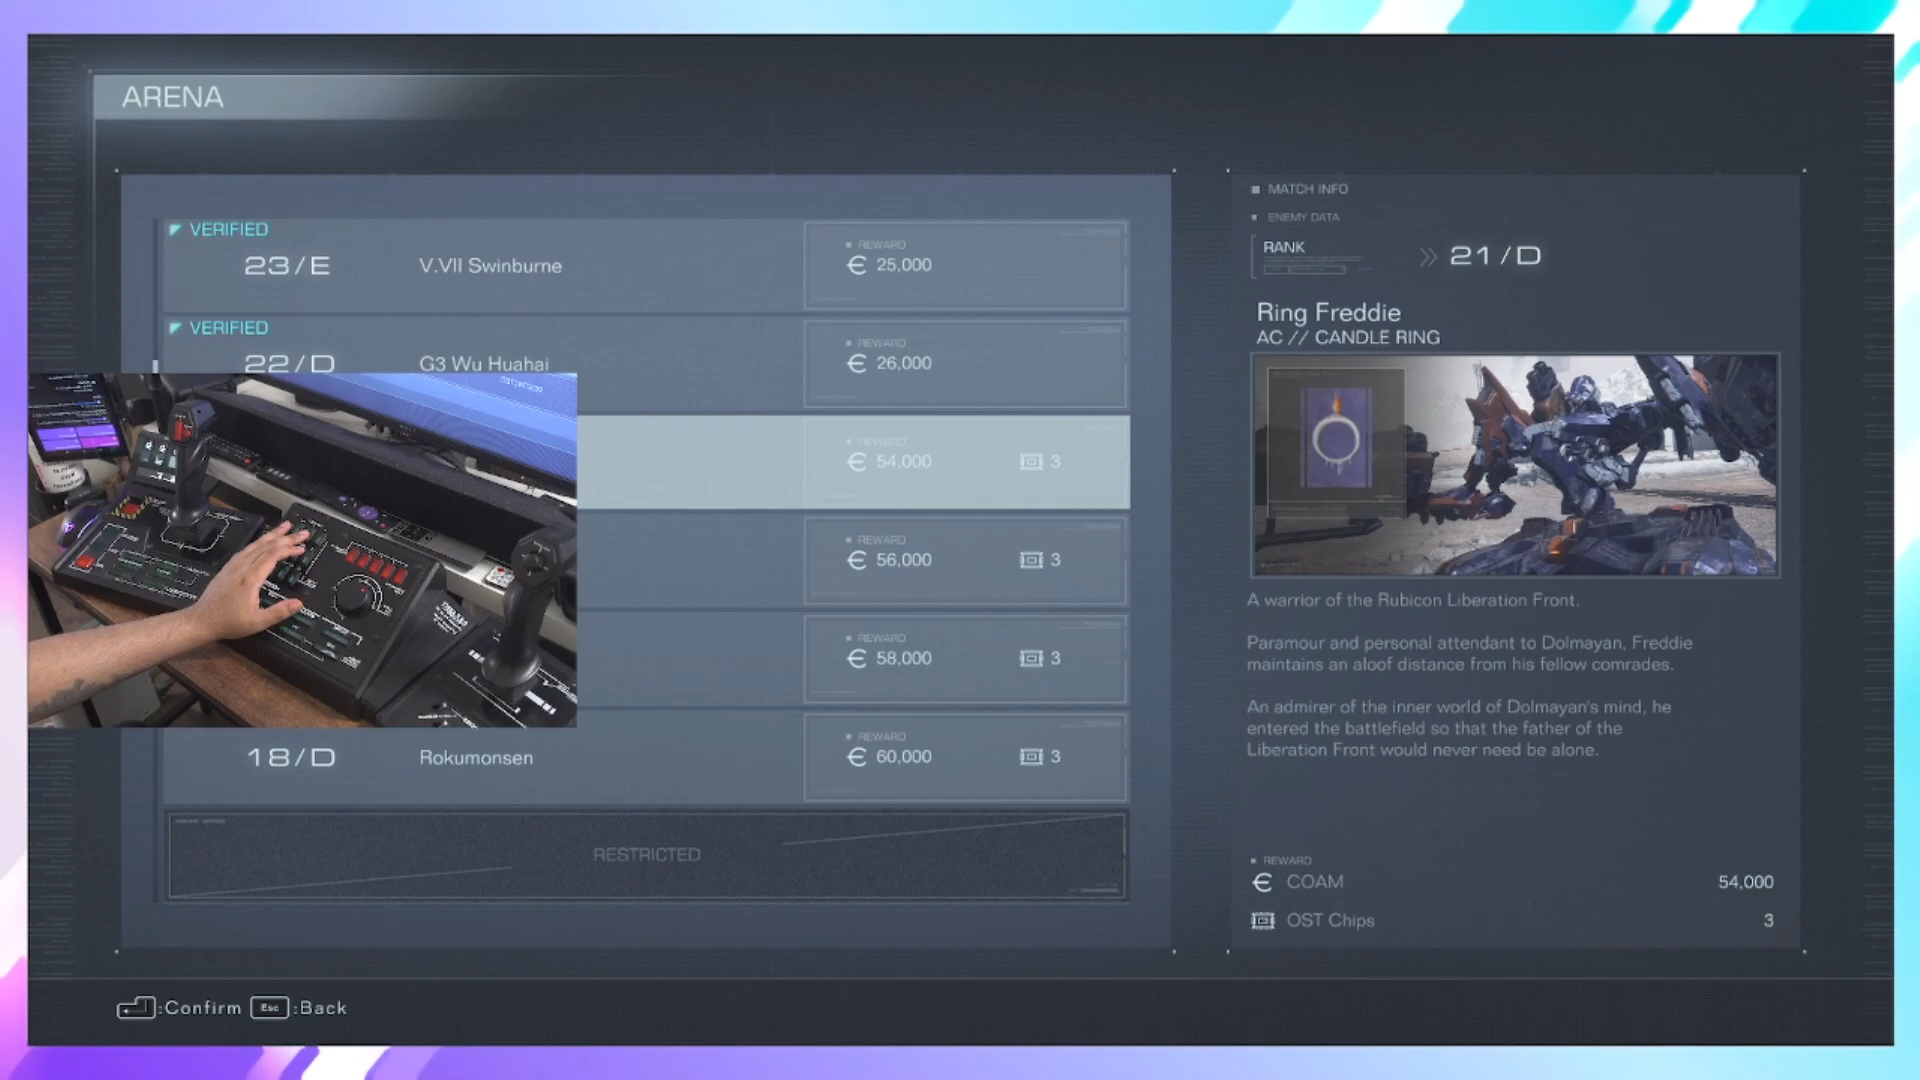 ARENA
VERIFIED
23/E
V.VII Swinburne
REWARD
25,000
VERIFIED
22/D
G3 Wu Huahai
REWARD
26,000
REWARD
54,000
3
REWARD
56,000
3
REWARD
58,000
3
18/D
Rokumonsen
REWARD
60,000
3
RESTRICTED
MATCH INFO
ENEMY DATA
RANK
21/D
Ring Freddie
AC // CANDLE RING
A warrior of the Rubicon Liberation Front.
Paramour and personal attendant to Dolmayan, Freddie
maintains an aloof distance from his fellow comrades.
An admirer of the inner world of Dolmayan's mind, he
entered the battlefield so that the father of the
Liberation Front would never need be alone.
REWARD
COAM
54,000
OST Chips
3
:Confirm Esc :Back